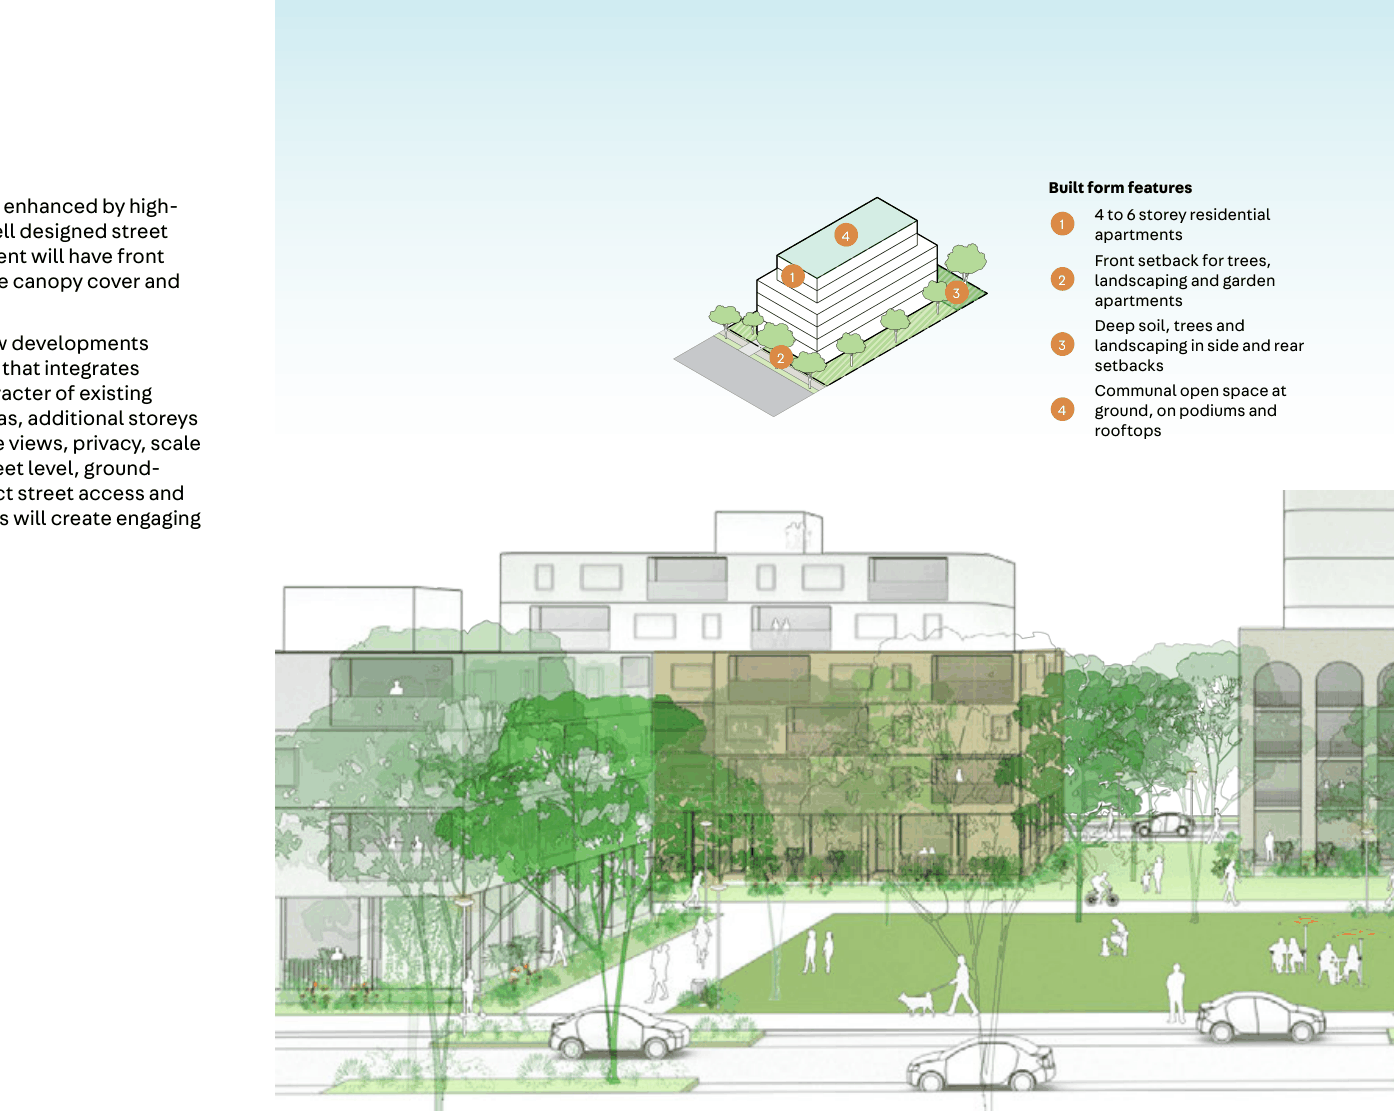 enhanced by high-
ell designed street
ent will have front
e canopy cover and
w developments
that integrates
racter of existing
as, additional storeys
e views, privacy, scale
eet level, ground-
ct street access and
s will create engaging
4
1
3
2
Built form features
1 4 to 6 storey residential
apartments
2 Front setback for trees,
landscaping and garden
apartments
3 Deep soil, trees and
landscaping in side and rear
setbacks
4 Communal open space at
ground, on podiums and
rooftops